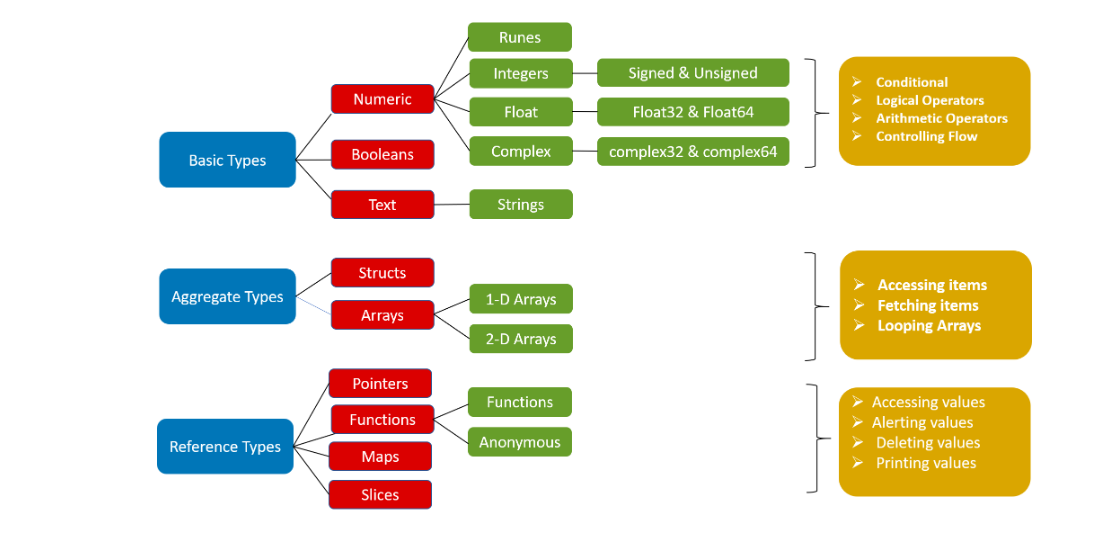 Runes
Integers
Signed & Unsigned
Numeric
Float
Float32 & Float64
Complex
complex32 & complex64
Basic Types
Booleans
Text
Strings
Conditional
Logical Operators
Arithmetic Operators
Controlling Flow
Aggregate Types
Structs
Arrays
1-D Arrays
2-D Arrays
Accessing items
Fetching items
Looping Arrays
Reference Types
Pointers
Functions
Functions
Anonymous
Maps
Slices
Accessing values
Alerting values
Deleting values
Printing values